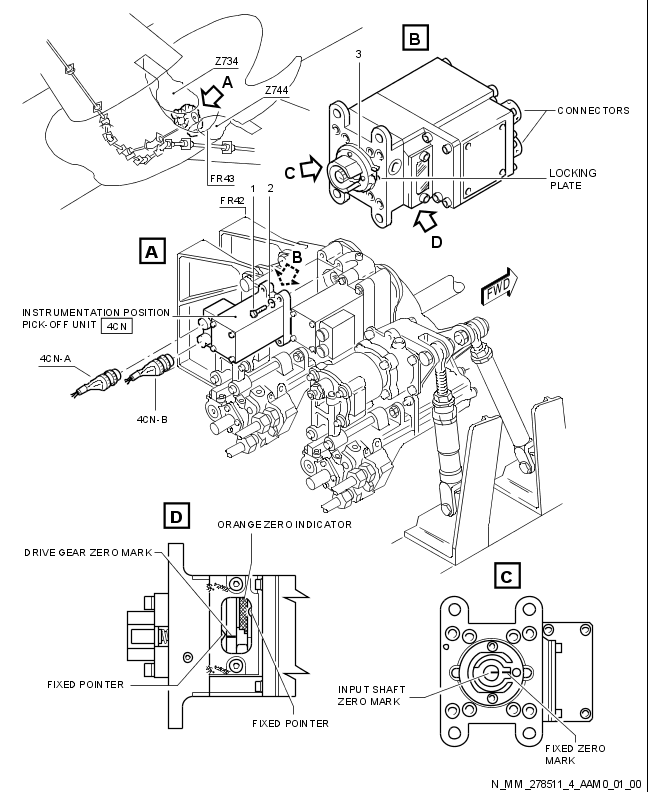 B
3
Z734
A
Z744
CONNECTORS
C
LOCKING
PLATE
FR43
1 2
FR42
D
A
B
FWD
INSTRUMENTATION POSITION
PICK-OFF UNIT 4CN
4CN-A
4CN-B
D
ORANGE ZERO INDICATOR
DRIVE GEAR ZERO MARK
C
FIXED POINTER
INPUT SHAFT
ZERO MARK
FIXED POINTER
FIXED ZERO
MARK
N_MM_278511_4_AAM0_01_00